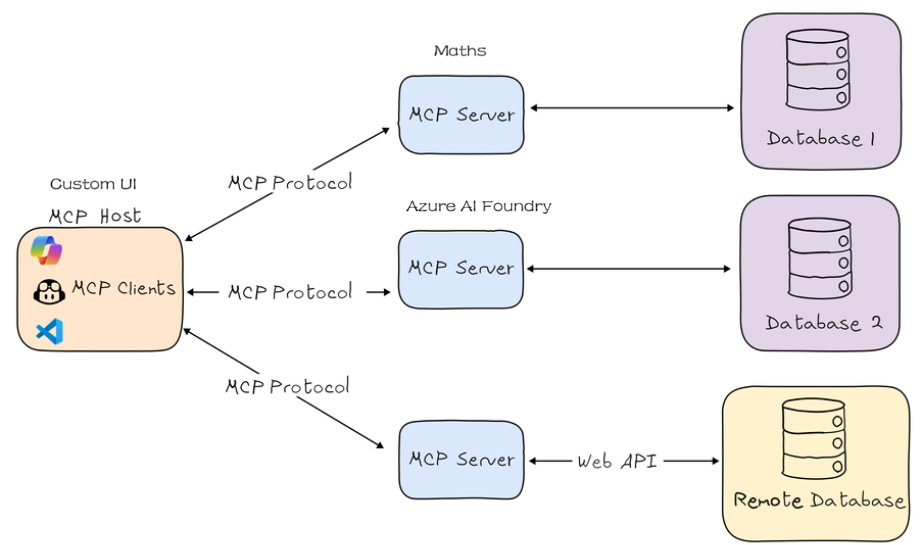 Maths
MCP Server
Database 1
MCP Protocol
Custom UI
MCP Host
MCP Clients
Azure AI Foundry
MCP Server
MCP Protocol
Database 2
MCP Protocol
MCP Server
Web API
Remote Database